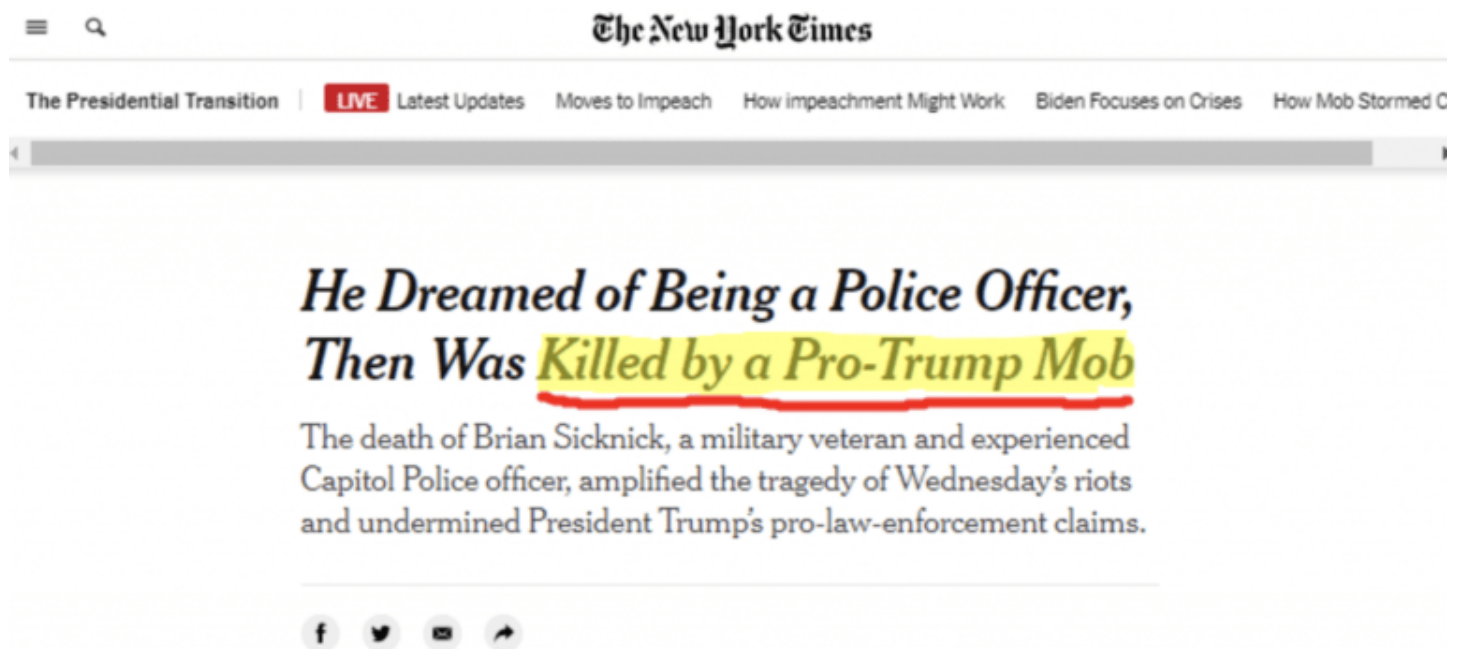 The New York Times
The Presidential Transition | LIVE Latest Updates Moves to Impeach How impeachment Might Work Biden Focuses on Crises How Mob Stormed C
He Dreamed of Being a Police Officer,
Then Was Killed by a Pro-Trump Mob
The death of Brian Sicknick, a military veteran and experienced
Capitol Police officer, amplified the tragedy of Wednesday's riots
and undermined President Trump's pro-law-enforcement claims.